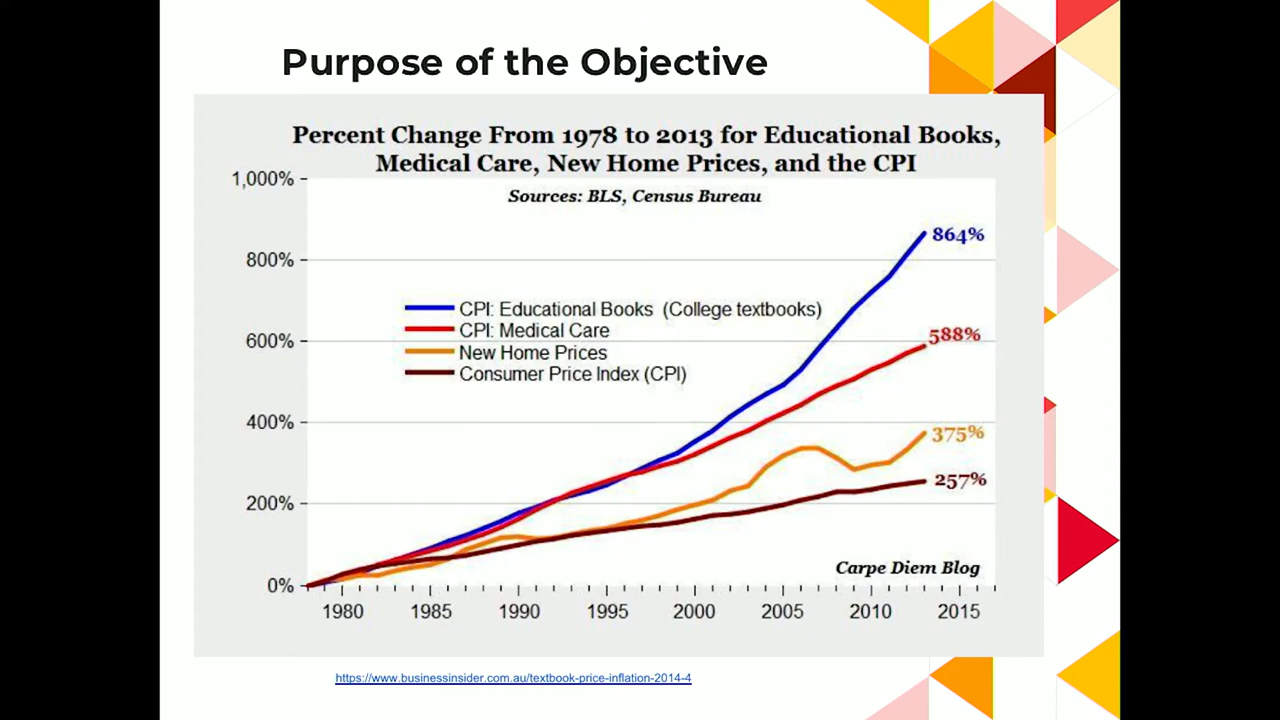 Purpose of the Objective
Percent Change From 1978 to 2013 for Educational Books,
Medical Care, New Home Prices, and the CPI
Sources: BLS, Census Bureau
1,000%
800%
600%
400%
200%
0%
CPI: Educational Books (College textbooks)
CPI: Medical Care
New Home Prices
Consumer Price Index (CPI)
864%
588%
375%
257%
Carpe Diem Blog
1980 1985 1990 1995 2000 2005 2010 2015
https://www.businessinsider.com.au/textbook-price-inflation-2014-4